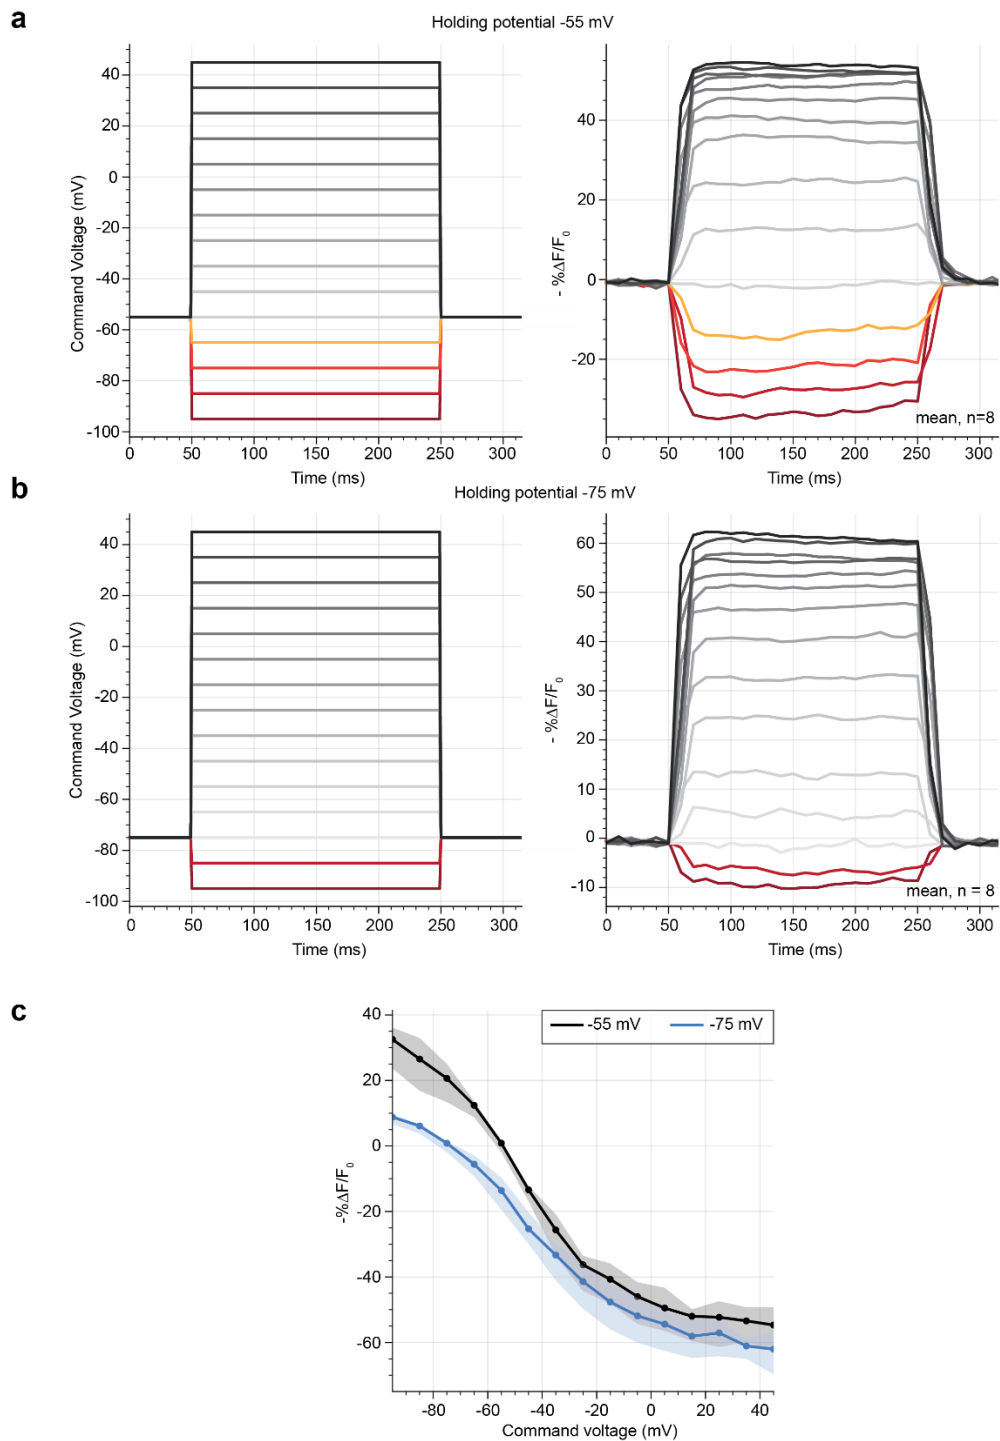 a
Holding potential -55 mV
40
20
0
-20
-40
-60
-80
-100
Command Voltage (mV)
0 50 100 150 200 250 300
Time (ms)
40
20
0
-20
- %ΔF/F0
mean, n=8
0 50 100 150 200 250 300
Time (ms)
b
Holding potential -75 mV
40
20
0
-20
-40
-60
-80
-100
Command Voltage (mV)
0 50 100 150 200 250 300
Time (ms)
60
50
40
30
20
10
0
-10
- %ΔF/F0
mean, n = 8
0 50 100 150 200 250 300
Time (ms)
c
-55 mV -75 mV
40
20
0
-20
-40
-60
-%ΔF/F0
-80 -60 -40 -20 0 20 40
Command voltage (mV)